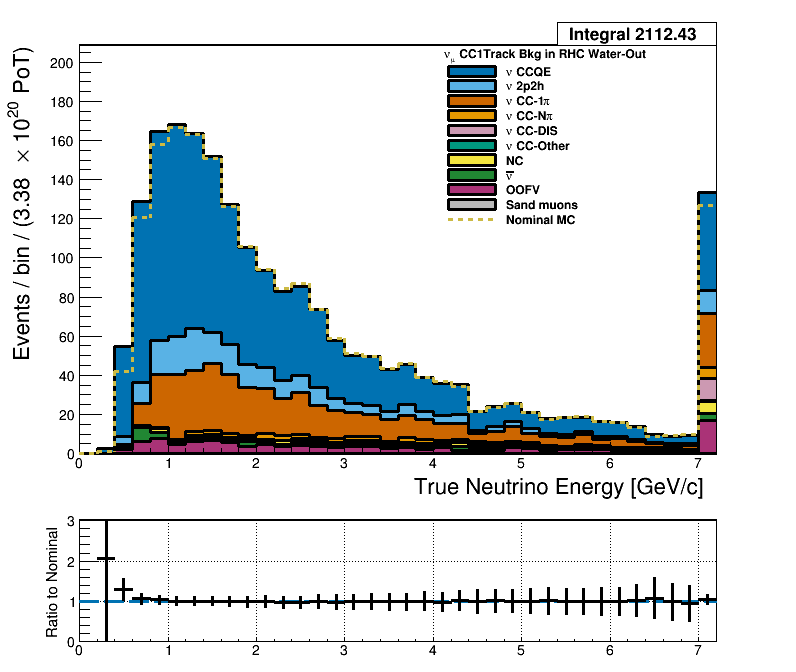 Integral 2112.43
ν_μ CC1Track Bkg in RHC Water-Out
ν CCQE
ν 2p2h
ν CC-1π
ν CC-Nπ
ν CC-DIS
ν CC-Other
NC
ν̅
OOFV
Sand muons
Nominal MC
Events / bin / (3.38 × 10²⁰ PoT)
200
180
160
140
120
100
80
60
40
20
0
0 1 2 3 4 5 6 7
True Neutrino Energy [GeV/c]
Ratio to Nominal
3
2
1
0
0 1 2 3 4 5 6 7